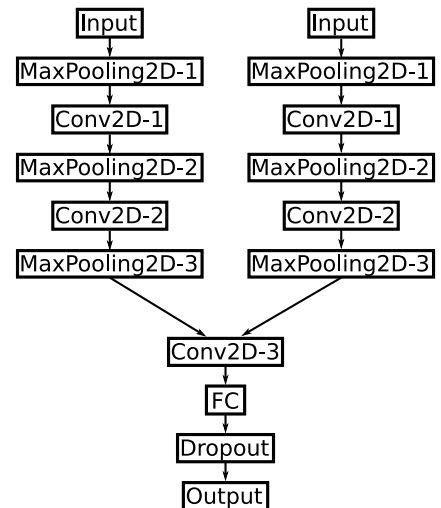 Input
Input
MaxPooling2D-1
MaxPooling2D-1
Conv2D-1
Conv2D-1
MaxPooling2D-2
MaxPooling2D-2
Conv2D-2
Conv2D-2
MaxPooling2D-3
MaxPooling2D-3
Conv2D-3
FC
Dropout
Output